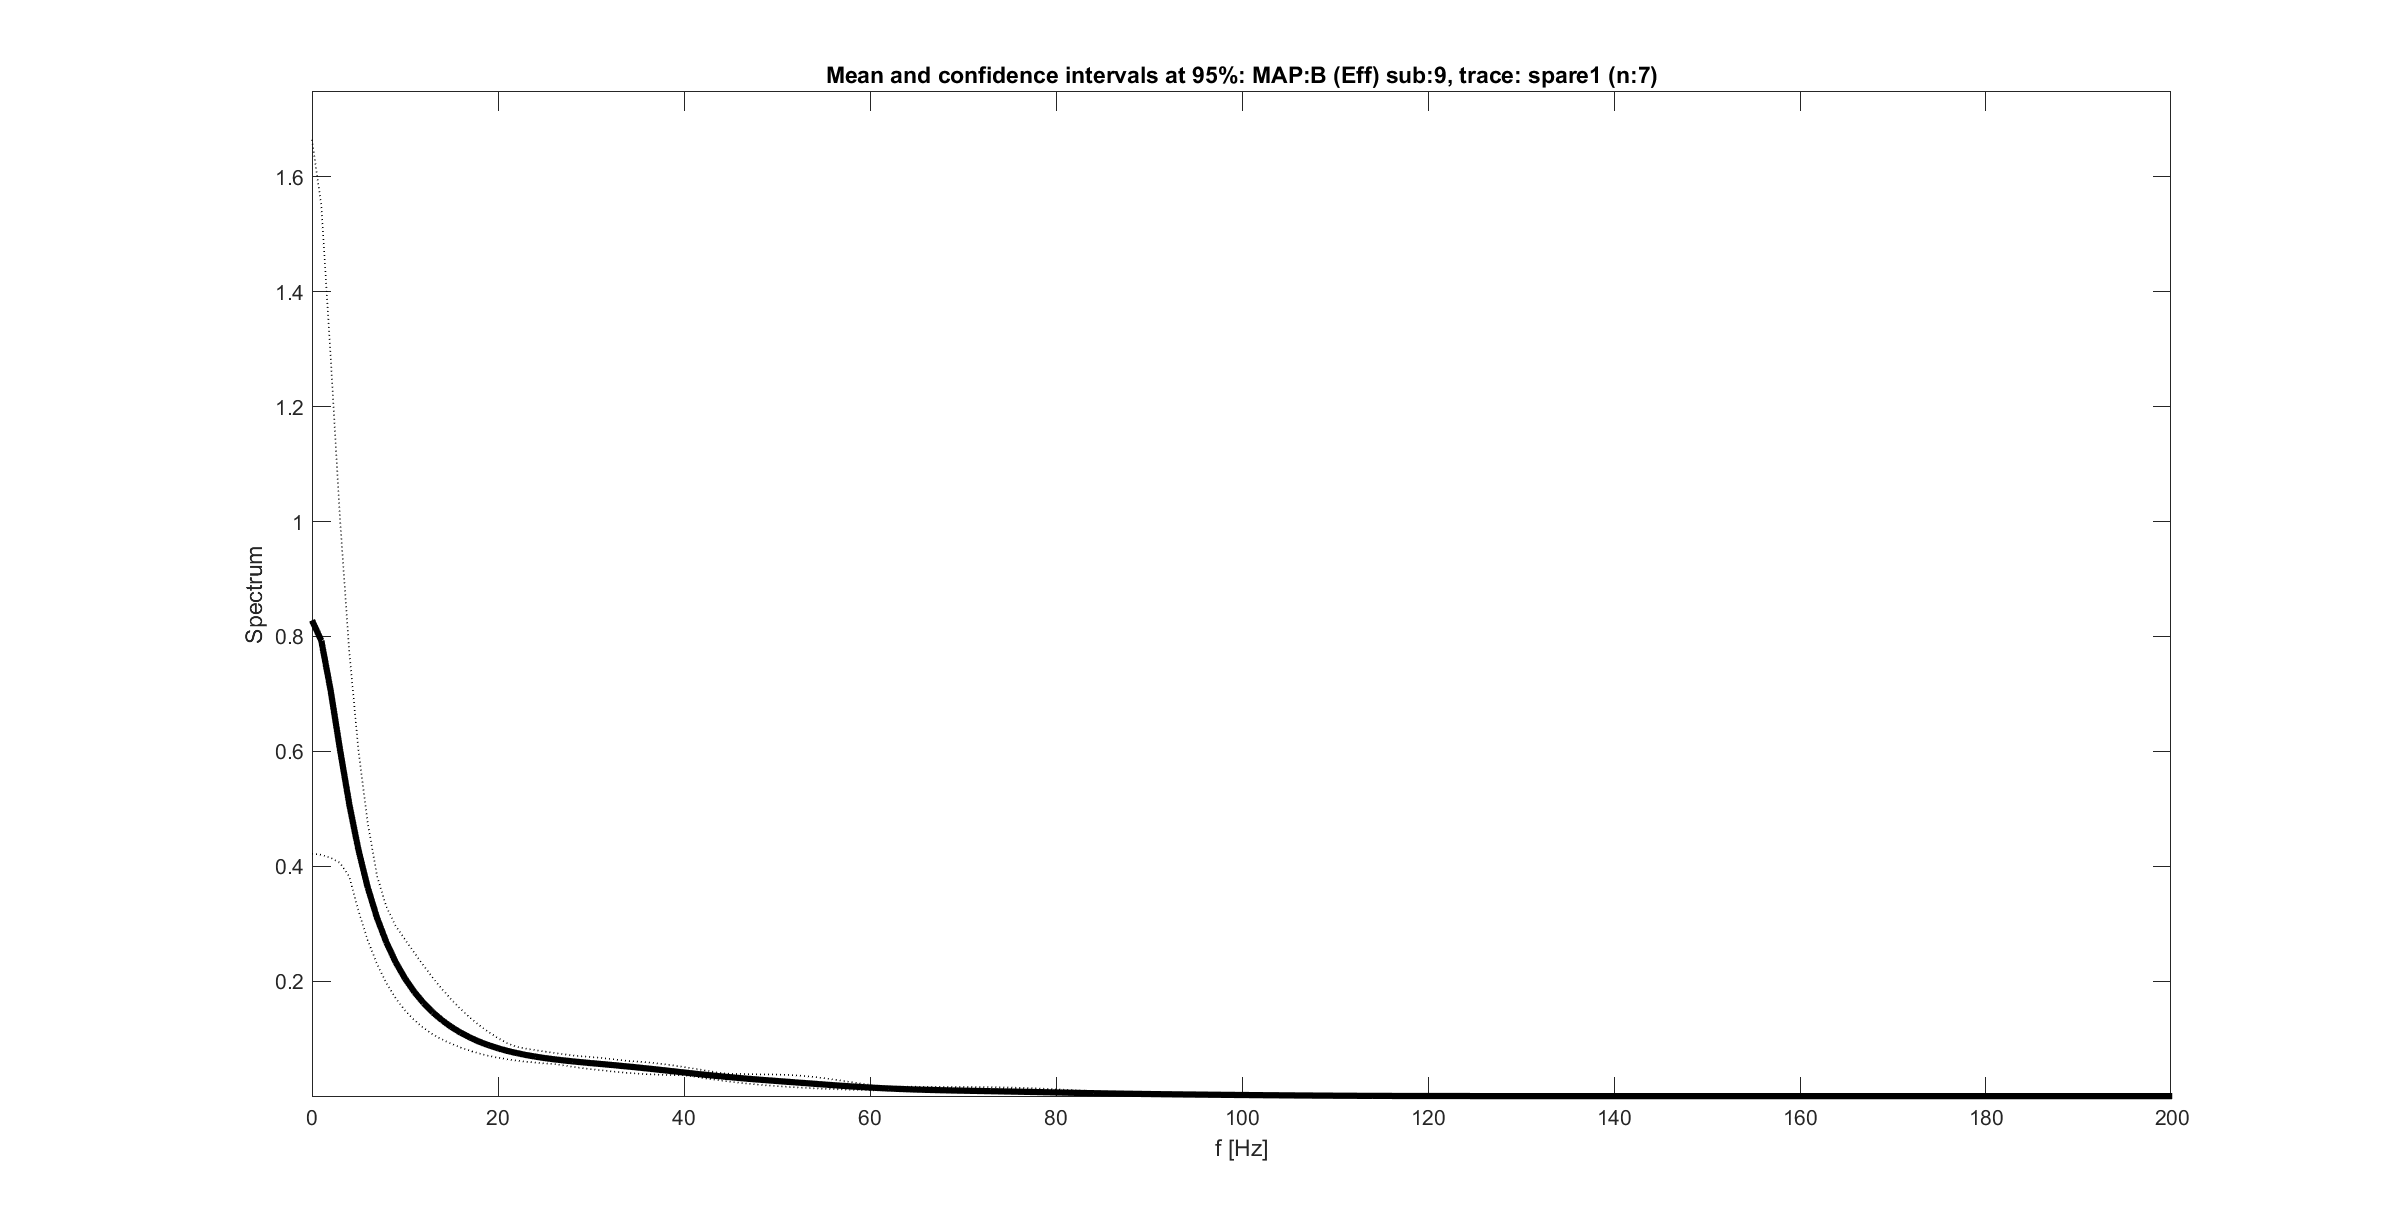 Mean and confidence intervals at 95%: MAP:B (Eff) sub:9, trace: spare1 (n:7)
1.6
1.4
1.2
1
0.8
0.6
0.4
0.2
Spectrum
0 20 40 60 80 100 120 140 160 180 200
f [Hz]